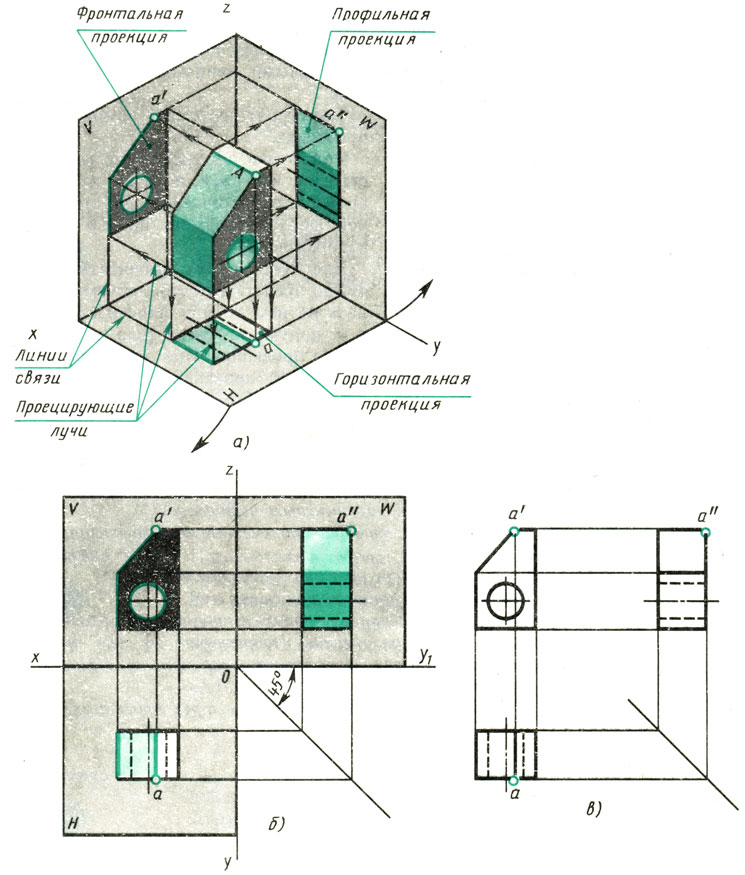 Фронтальная
проекция
z
Профильная
проекция
a'
V
a"
W
A
x
Линии
связи
a
y
Проецирующие
лучи
H
Горизонтальная
проекция
а)
z
V
a'
a"
W
x
0
y₁
45°
a
H
y
б)
a'
a"
a
в)